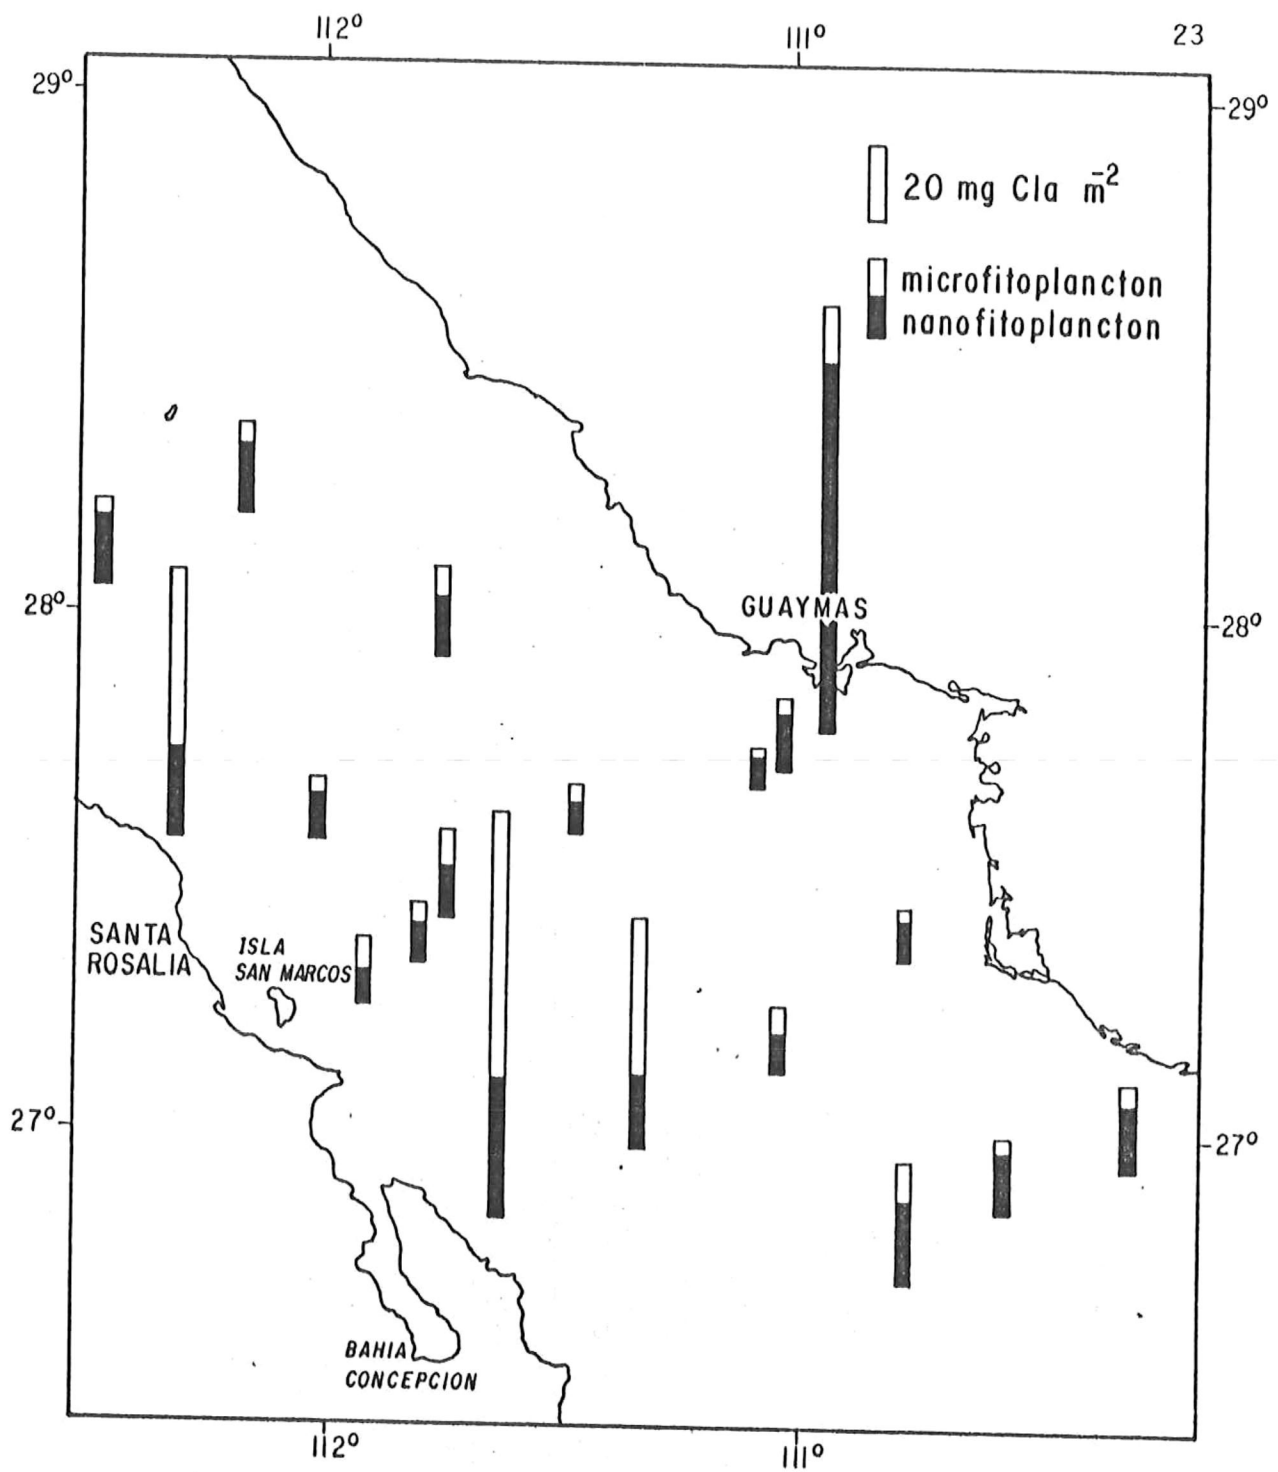 112° 111° 23
29° 29°
20 mg Cla m⁻²
microfitoplancton
nanofitoplancton
GUAYMAS
28° 28°
SANTA
ROSALIA
ISLA
SAN MARCOS
27° 27°
BAHIA
CONCEPCION
112° 111°